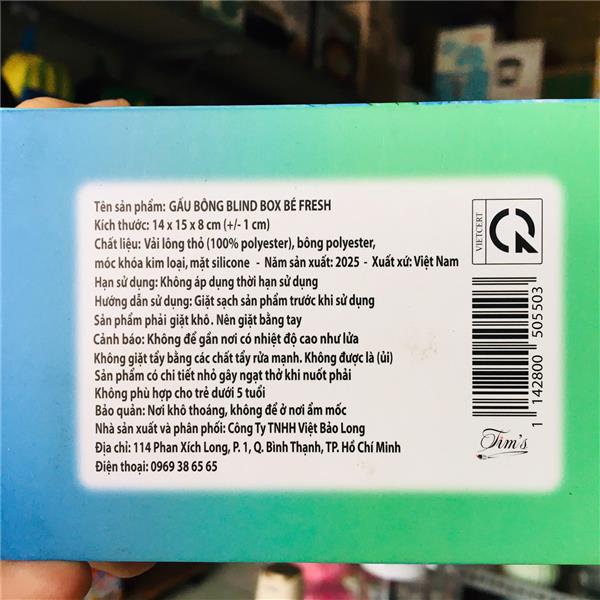 Tên sản phẩm: GẤU BÔNG BLIND BOX BÉ FRESH
Kích thước: 14 x 15 x 8 cm (+/- 1 cm)
Chất liệu: Vải lông thỏ (100% polyester), bông polyester,
móc khóa kim loại, mặt silicone - Năm sản xuất: 2025 - Xuất xứ: Việt Nam
Hạn sử dụng: Không áp dụng thời hạn sử dụng
Hướng dẫn sử dụng: Giặt sạch sản phẩm trước khi sử dụng
Sản phẩm phải giặt khô. Nên giặt bằng tay
Cảnh báo: Không để gần nơi có nhiệt độ cao như lửa
Không giặt tẩy bằng các chất tẩy rửa mạnh. Không được là (ủi)
Sản phẩm có chi tiết nhỏ gây ngạt thở khi nuốt phải
Không phù hợp cho trẻ dưới 5 tuổi
Bảo quản: Nơi khô thoáng, không để ở nơi ẩm mốc
Nhà sản xuất và phân phối: Công Ty TNHH Việt Bảo Long
Địa chỉ: 114 Phan Xích Long, P. 1, Q. Bình Thạnh, TP. Hồ Chí Minh
Điện thoại: 0969 38 65 65
VIETCERT
CR
1 142800 505503
Tim's